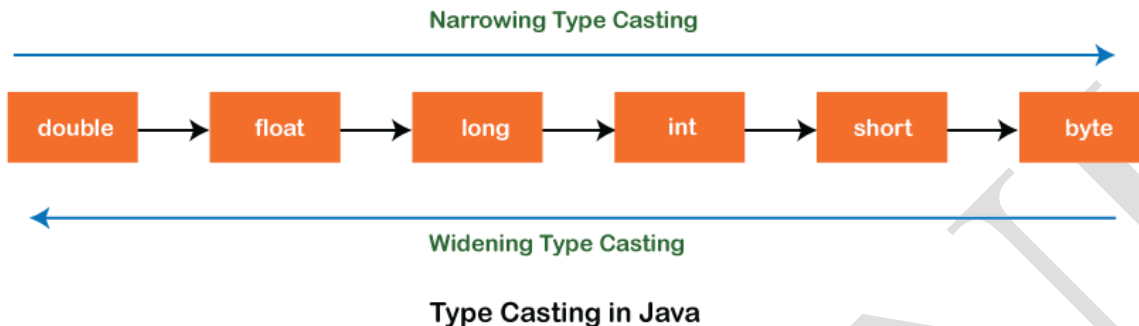 Narrowing Type Casting
double float long int short byte
Widening Type Casting
Type Casting in Java